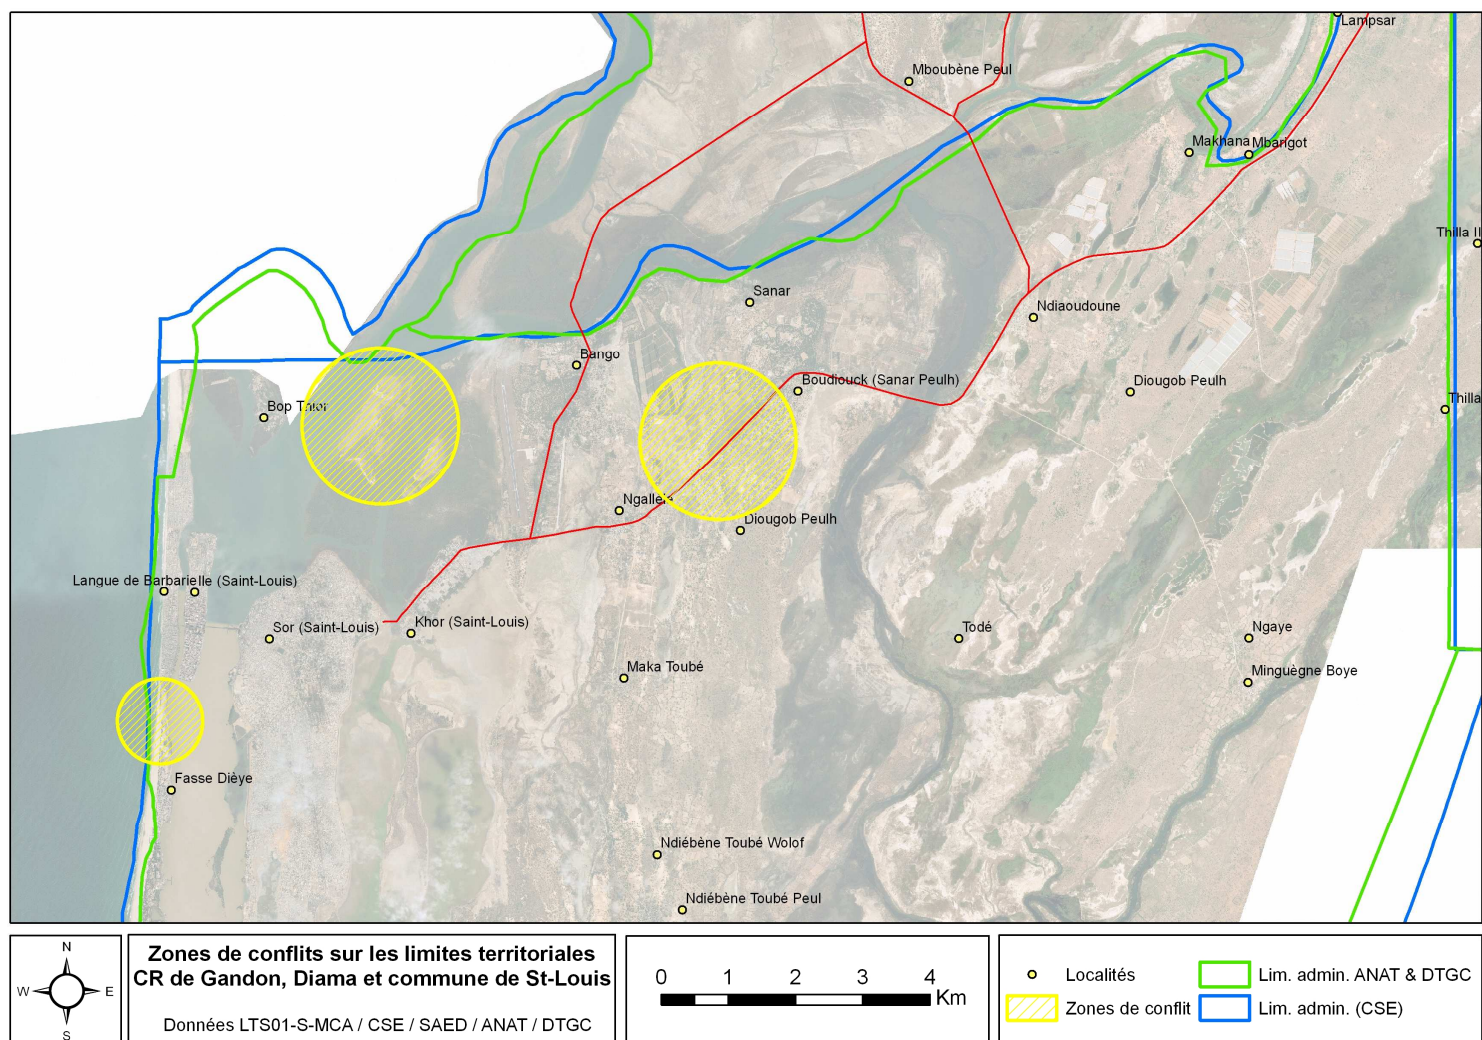 Lampsar
Mboubène Peul
Makhana
Mbarigot
Thilla II
Sanar
Ndiaoudoune
Bango
Boudiouck (Sanar Peulh)
Diougob Peulh
Thilla
Bop Thior
Ngallele
Diougob Peulh
Langue de Barbarie
Ile (Saint-Louis)
Sor (Saint-Louis)
Khor (Saint-Louis)
Todé
Ngaye
Maka Toubé
Minguègne Boye
Fasse Dièye
Ndiébène Toubé Wolof
Ndiébène Toubé Peul
N
W
E
S
Zones de conflits sur les limites territoriales
CR de Gandon, Diama et commune de St-Louis
Données LTS01-S-MCA / CSE / SAED / ANAT / DTGC
0 1 2 3 4
Km
Localités
Lim. admin. ANAT & DTGC
Zones de conflit
Lim. admin. (CSE)